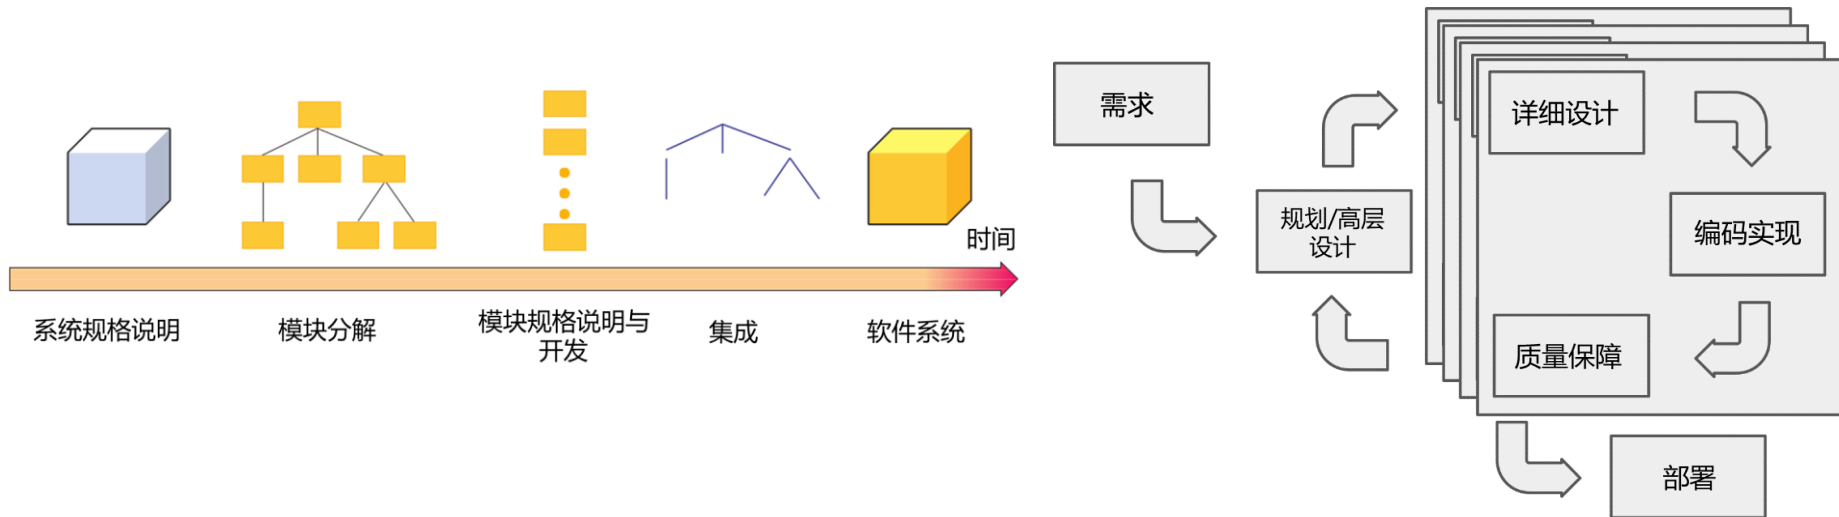 时间
系统规格说明
模块分解
模块规格说明与
开发
集成
软件系统
需求
规划/高层
设计
详细设计
编码实现
质量保障
部署